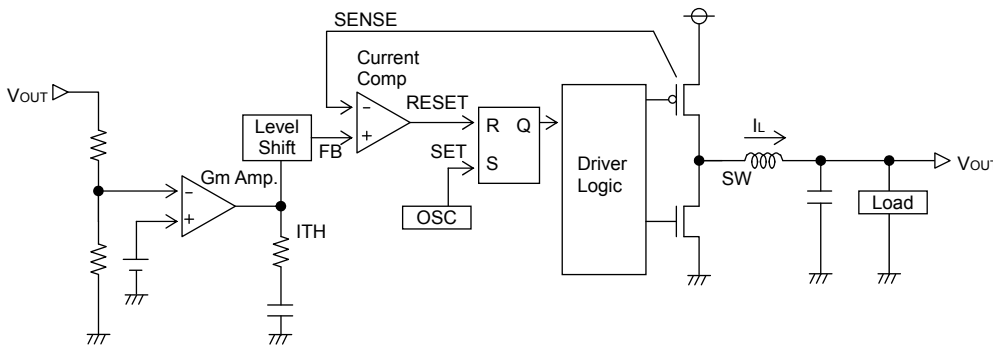 SENSE
Current
Comp
VOUT
RESET
Level
Shift
FB
R Q
S
SET
Driver
Logic
IL
SW
VOUT
Gm Amp.
OSC
Load
ITH